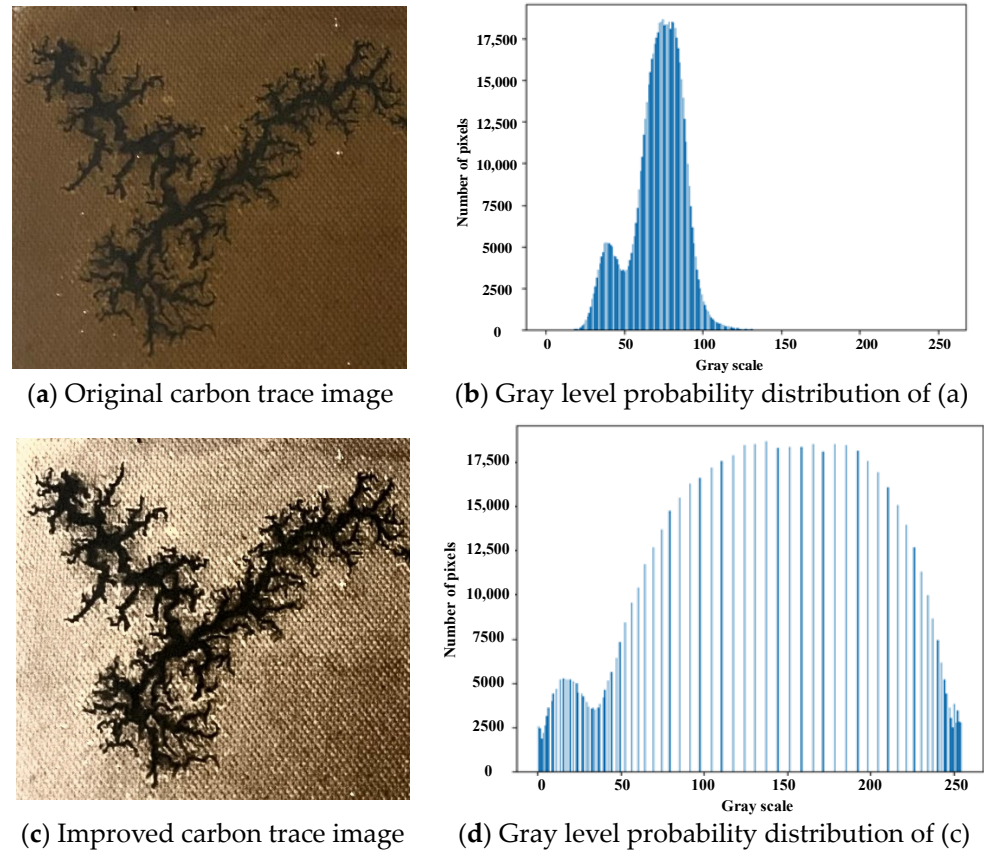 17,500
15,000
12,500
10,000
7500
5000
2500
0
Number of pixels
0 50 100 150 200 250
Gray scale
(a) Original carbon trace image
(b) Gray level probability distribution of (a)
17,500
15,000
12,500
10,000
7500
5000
2500
0
Number of pixels
0 50 100 150 200 250
Gray scale
(c) Improved carbon trace image
(d) Gray level probability distribution of (c)